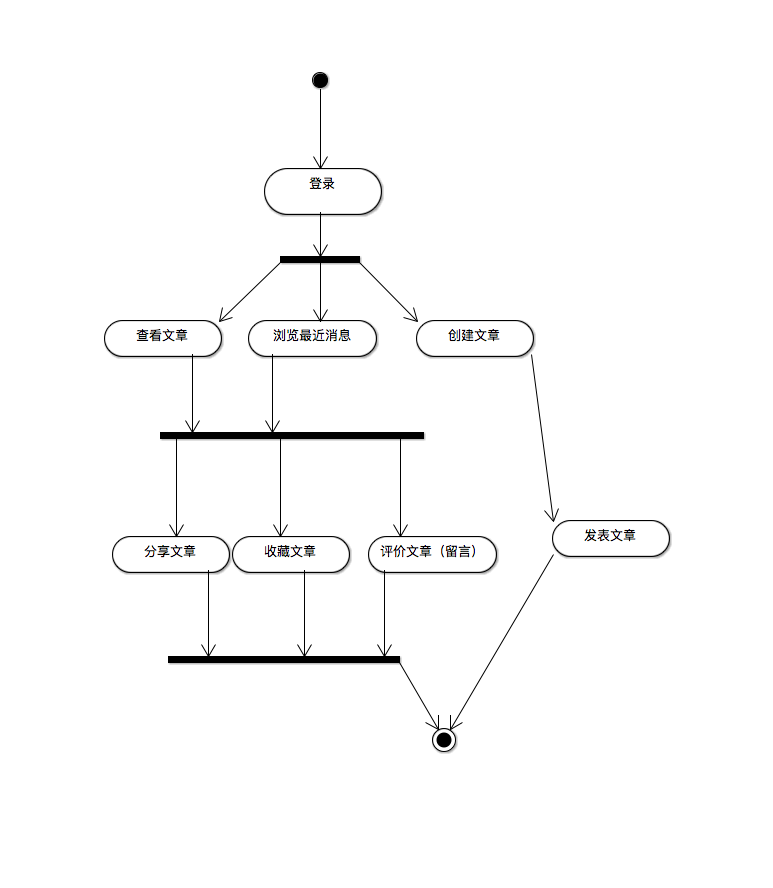 登录
查看文章
浏览最近消息
创建文章
发表文章
分享文章
收藏文章
评价文章（留言）